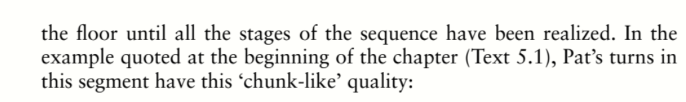 the floor until all the stages of the sequence have been realized. In the
example quoted at the beginning of the chapter (Text 5.1), Pat’s turns in
this segment have this ‘chunk-like’ quality: